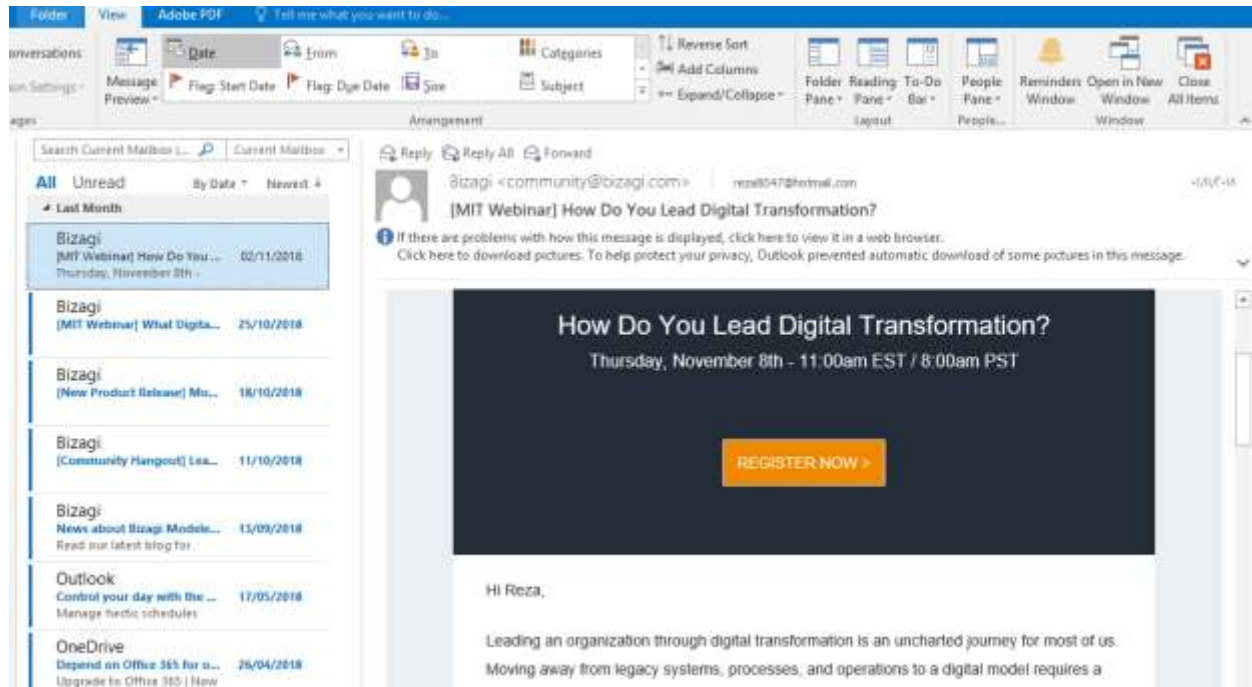 Folder View Adobe PDF Tell me what you want to do...
Conversations
Message Preview
Date From To Categories
Flag: Start Date Flag: Due Date Size Subject
Reverse Sort
Add Columns
Expand/Collapse
Folder Pane Reading Pane To-Do Bar People Pane Reminders Window Open in New Window Close All Items
Arrangement Layout People... Window
Search Current Mailbox Current Mailbox
All Unread By Date Newest
Last Month
Bizagi
[MIT Webinar] How Do You ... 02/11/2018
Thursday, November 8th -
Bizagi
[MIT Webinar] What Digita... 25/10/2018
Bizagi
[New Product Release] Mo... 18/10/2018
Bizagi
[Community Hangout] Lea... 11/10/2018
Bizagi
News about Bizagi Modele... 13/09/2018
Read our latest blog for
Outlook
Control your day with the ... 17/05/2018
Manage hectic schedules
OneDrive
Depend on Office 365 for o... 26/04/2018
Upgrade to Office 365 | Now
Reply Reply All Forward
Bizagi <community@bizagi.com>
[MIT Webinar] How Do You Lead Digital Transformation?
If there are problems with how this message is displayed, click here to view it in a web browser.
Click here to download pictures. To help protect your privacy, Outlook prevented automatic download of some pictures in this message.
How Do You Lead Digital Transformation?
Thursday, November 8th - 11:00am EST / 8:00am PST
REGISTER NOW >
Hi Reza,
Leading an organization through digital transformation is an uncharted journey for most of us.
Moving away from legacy systems, processes, and operations to a digital model requires a